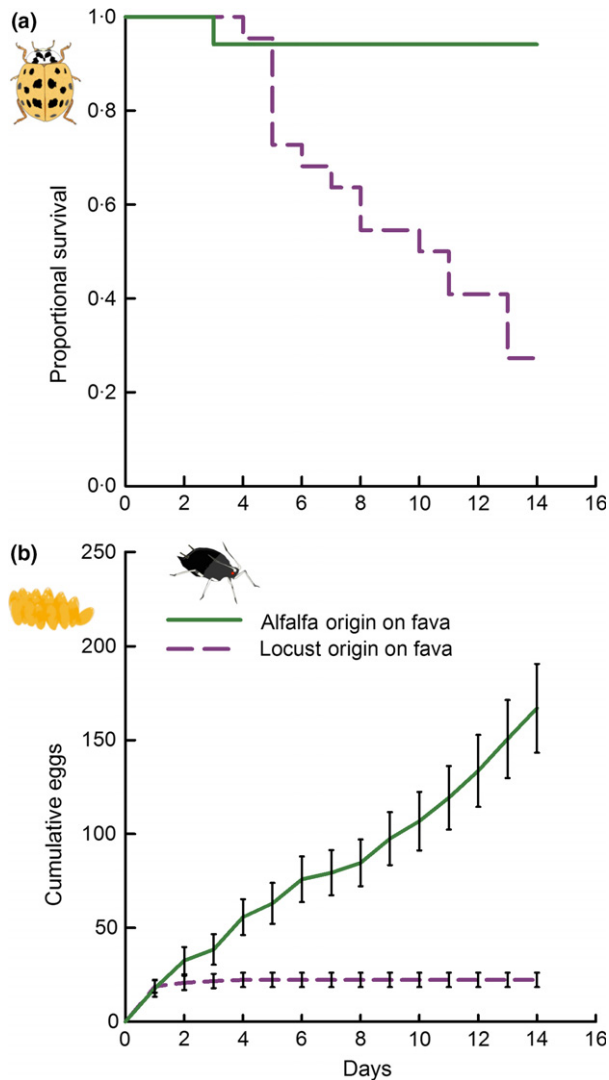 (a)
1·0
0·8
0·6
0·4
0·2
0·0
Proportional survival
0 2 4 6 8 10 12 14 16
(b)
250
200
150
100
50
0
Cumulative eggs
Alfalfa origin on fava
Locust origin on fava
0 2 4 6 8 10 12 14 16
Days